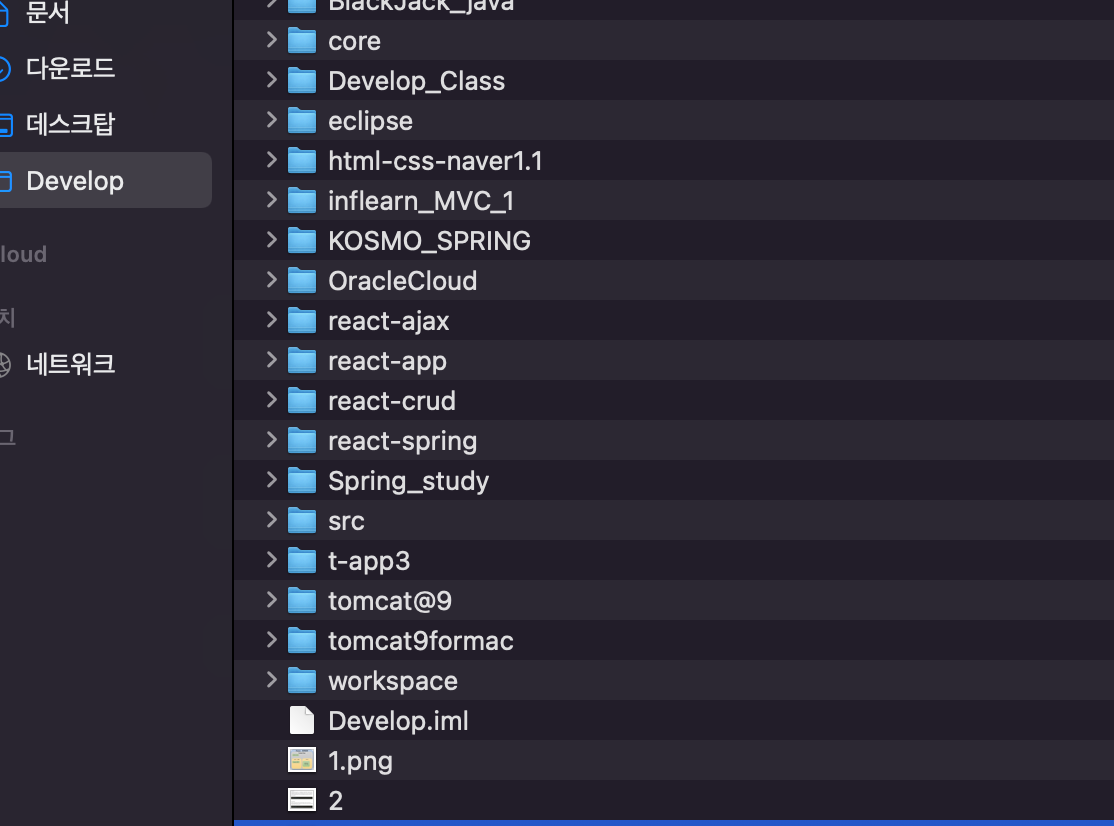 문서
다운로드
데스크탑
Develop
loud
치
네트워크
그
BlackJack_java
core
Develop_Class
eclipse
html-css-naver1.1
inflearn_MVC_1
KOSMO_SPRING
OracleCloud
react-ajax
react-app
react-crud
react-spring
Spring_study
src
t-app3
tomcat@9
tomcat9formac
workspace
Develop.iml
1.png
2